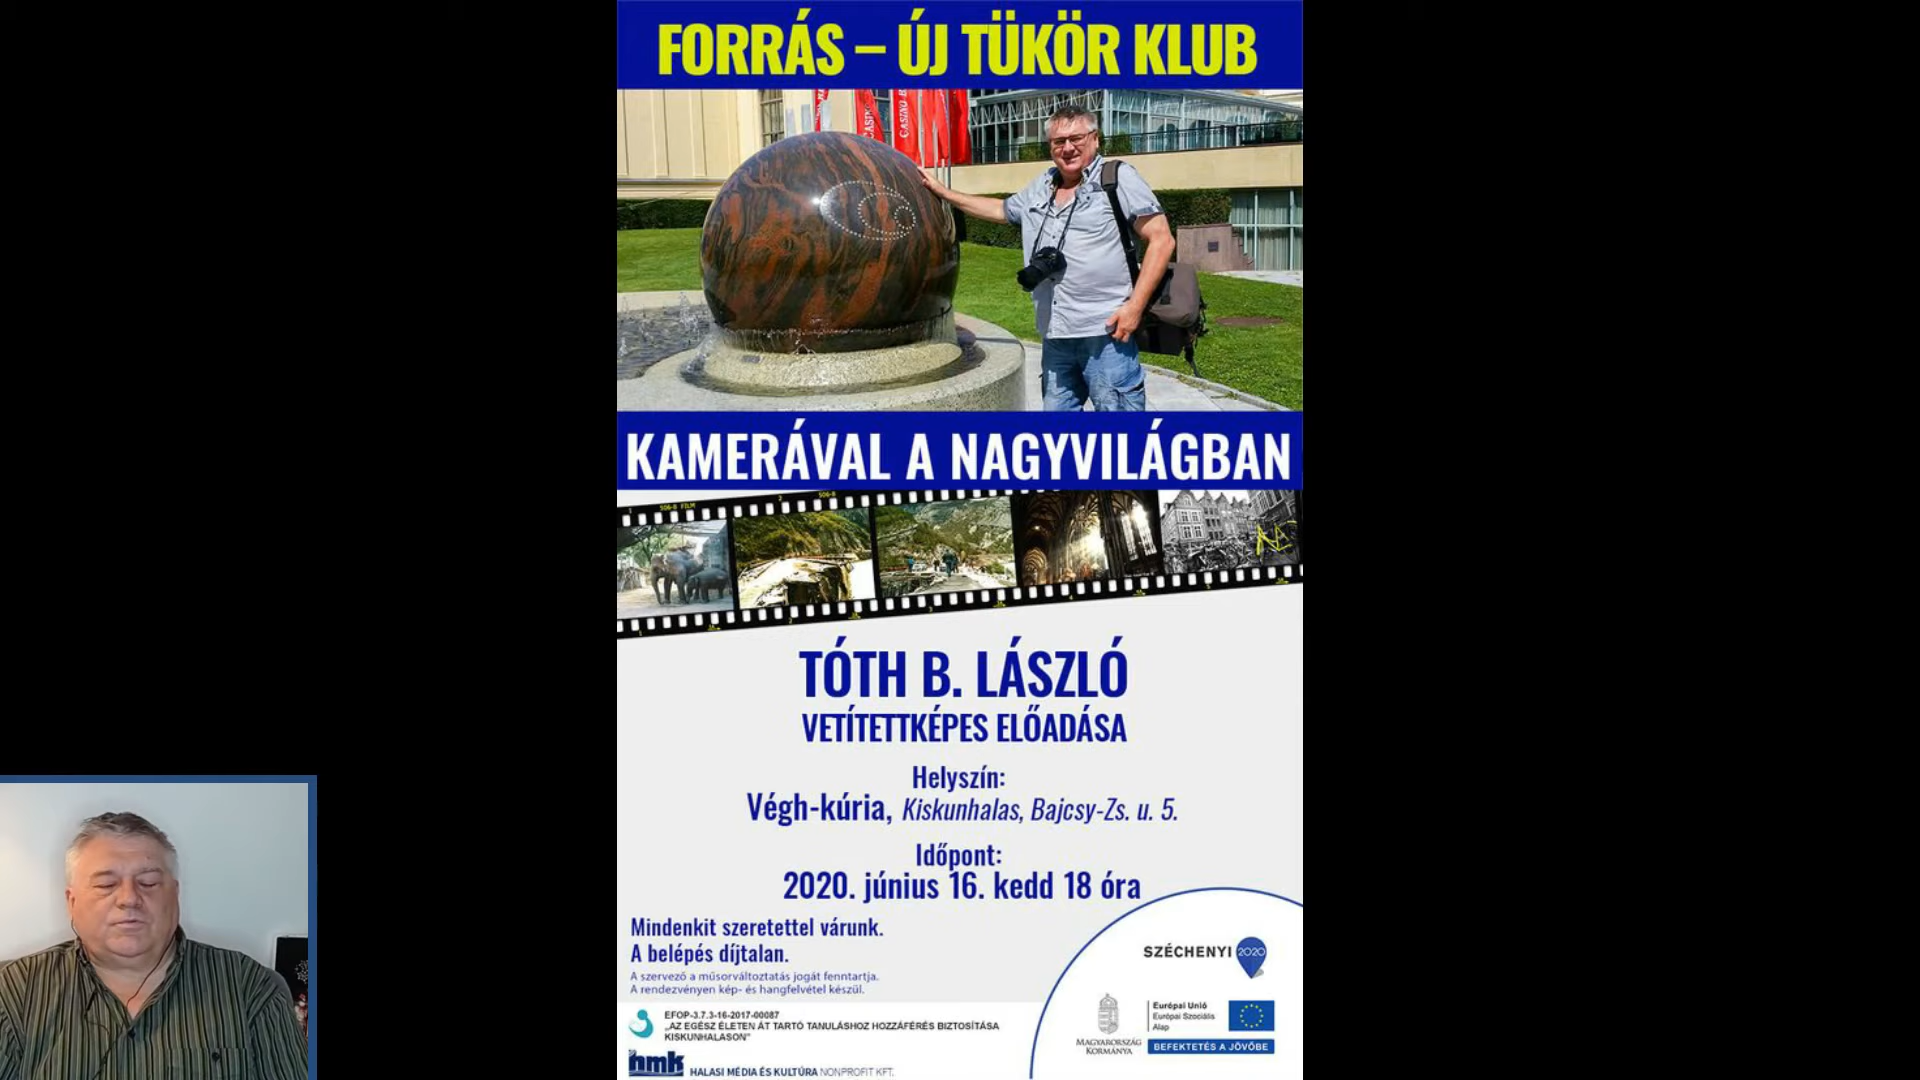 FORRÁS – ÚJ TÜKÖR KLUB
CASINO
KAMERÁVAL A NAGYVILÁGBAN
TÓTH B. LÁSZLÓ
VETÍTETTKÉPES ELŐADÁSA
Helyszín:
Végh-kúria, Kiskunhalas, Bajcsy-Zs. u. 5.
Időpont:
2020. június 16. kedd 18 óra
Mindenkit szeretettel várunk.
A belépés díjtalan.
A szervező a műsorváltoztatás jogát fenntartja.
A rendezvényen kép- és hangfelvétel készül.
SZÉCHENYI 2020
EFOP-3.7.3-16-2017-00087
„AZ EGÉSZ ÉLETEN ÁT TARTÓ TANULÁSHOZ HOZZÁFÉRÉS BIZTOSÍTÁSA
KISKUNHALASON"
hmk
HALASI MÉDIA ÉS KULTÚRA NONPROFIT KFT.
MAGYARORSZÁG
KORMÁNYA
Európai Unió
Európai Szociális
Alap
BEFEKTETÉS A JÖVŐBE